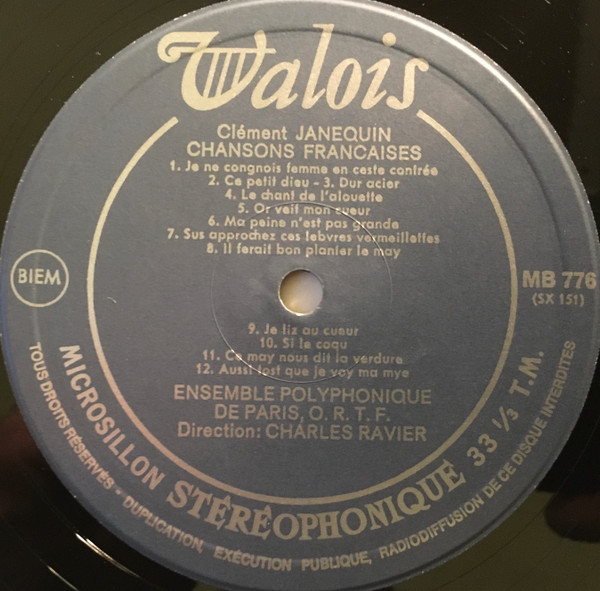 Valois
Clément JANEQUIN
CHANSONS FRANCAISES
1. Je ne congnois femme en ceste contrée
2. Ce petit dieu - 3. Dur acier
4. Le chant de l'alouette
5. Or veit mon cueur
6. Ma peine n'est pas grande
7. Sus approchez ces lebvres vermeillettes
8. Il ferait bon planter le may
BIEM
MB 776
(SX 151)
9. Je liz au cueur
10. Si le coqu
11. Ce may nous dit la verdure
12. Aussi tost que je voy ma mye
ENSEMBLE POLYPHONIQUE
DE PARIS, O. R. T. F.
Direction: CHARLES RAVIER
MICROSILLON STÉRÉOPHONIQUE 33 1/3 T.M.
TOUS DROITS RÉSERVÉS - DUPLICATION, EXÉCUTION PUBLIQUE, RADIODIFFUSION DE CE DISQUE INTERDITES